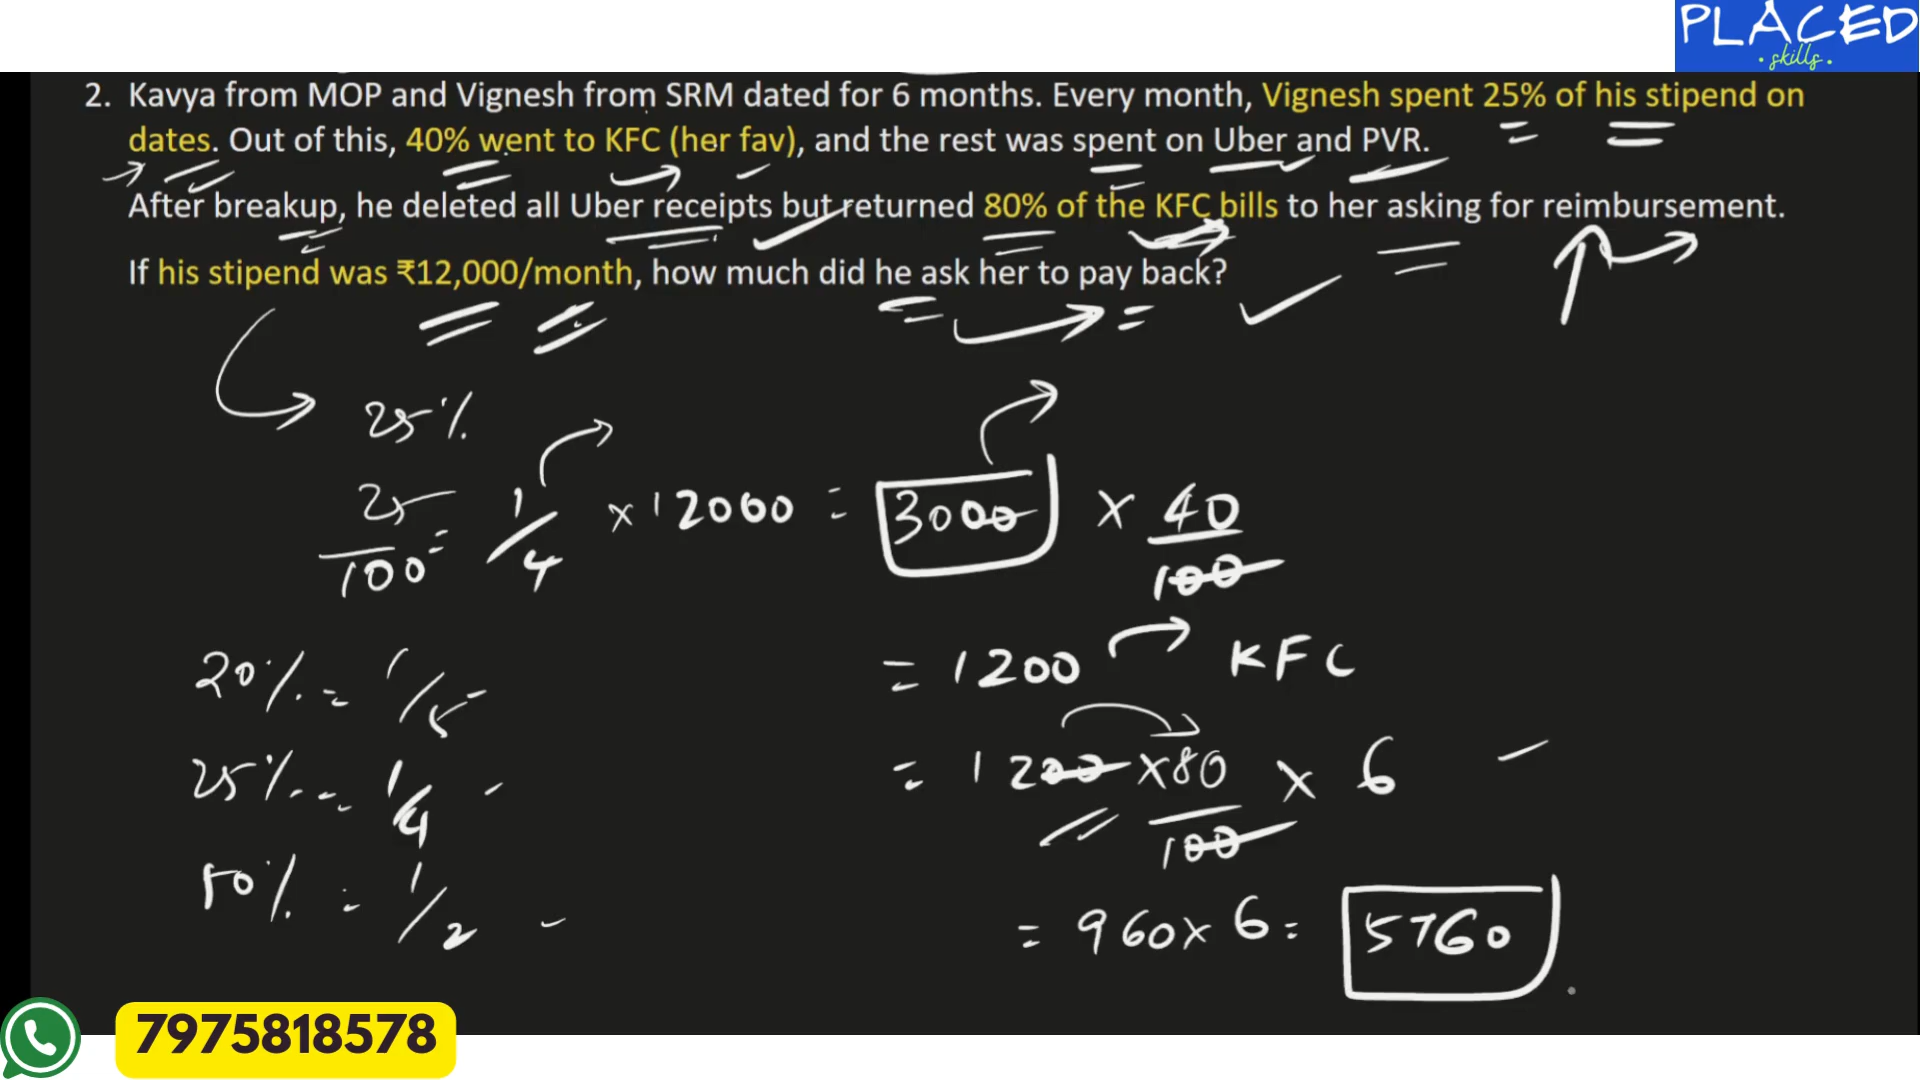 PLACED
• skills •
2. Kavya from MOP and Vignesh from SRM dated for 6 months. Every month, Vignesh spent 25% of his stipend on
dates. Out of this, 40% went to KFC (her fav), and the rest was spent on Uber and PVR.
After breakup, he deleted all Uber receipts but returned 80% of the KFC bills to her asking for reimbursement.
If his stipend was ₹12,000/month, how much did he ask her to pay back?
25%
25/100 = 1/4 x 12000 = 3000 x 40/100
20% = 1/5 = 1200 KFC
25% = 1/4 = 1200 x 80/100 x 6
50% = 1/2 = 960 x 6 = 5760
7975818578